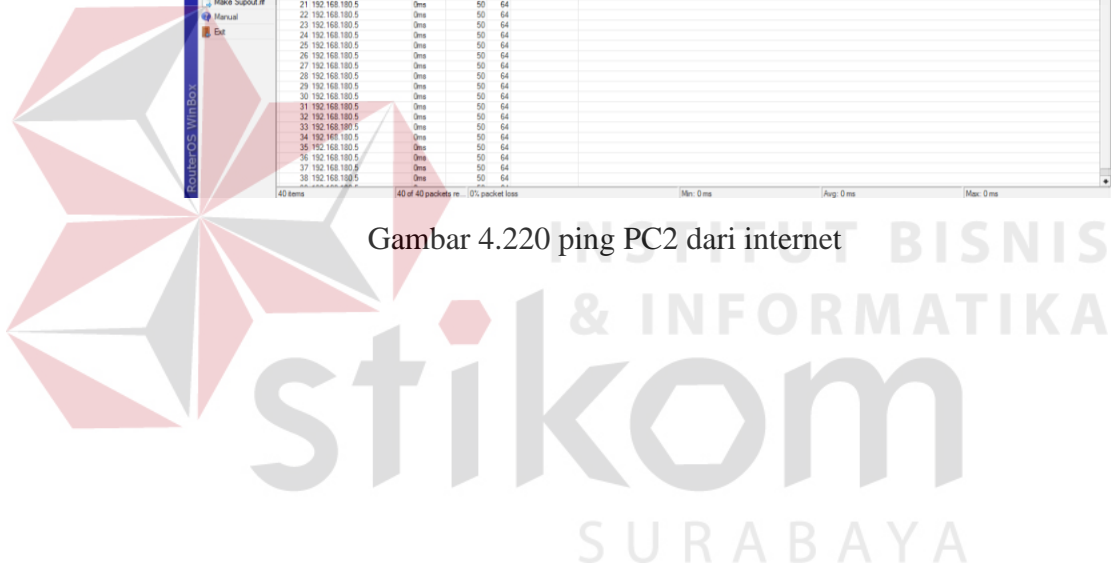 Make Supout.rif
Manual
Exit
RouterOS WinBox
21 192.168.180.5 0ms 50 64
22 192.168.180.5 0ms 50 64
23 192.168.180.5 0ms 50 64
24 192.168.180.5 0ms 50 64
25 192.168.180.5 0ms 50 64
26 192.168.180.5 0ms 50 64
27 192.168.180.5 0ms 50 64
28 192.168.180.5 0ms 50 64
29 192.168.180.5 0ms 50 64
30 192.168.180.5 0ms 50 64
31 192.168.180.5 0ms 50 64
32 192.168.180.5 0ms 50 64
33 192.168.180.5 0ms 50 64
34 192.168.180.5 0ms 50 64
35 192.168.180.5 0ms 50 64
36 192.168.180.5 0ms 50 64
37 192.168.180.5 0ms 50 64
38 192.168.180.5 0ms 50 64
40 items 40 of 40 packets re... 0% packet loss Min: 0 ms Avg: 0 ms Max: 0 ms
Gambar 4.220 ping PC2 dari internet
INSTITUT BISNIS
& INFORMATIKA
stikom
SURABAYA